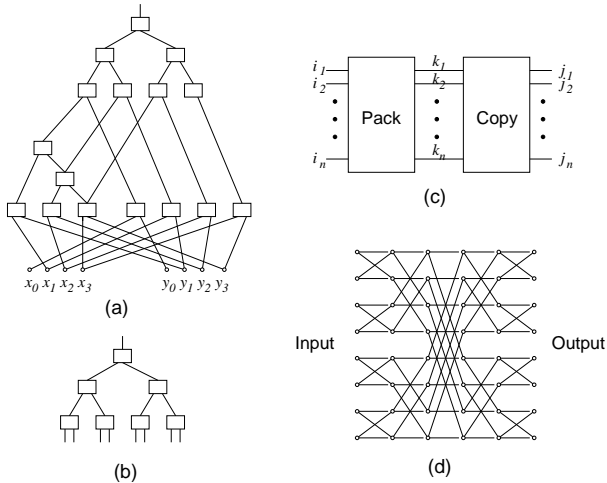 x0 x1 x2 x3 y0 y1 y2 y3
(a)
(b)
i1 k1 j1
i2 k2 j2
Pack Copy
in kn jn
(c)
Input Output
(d)